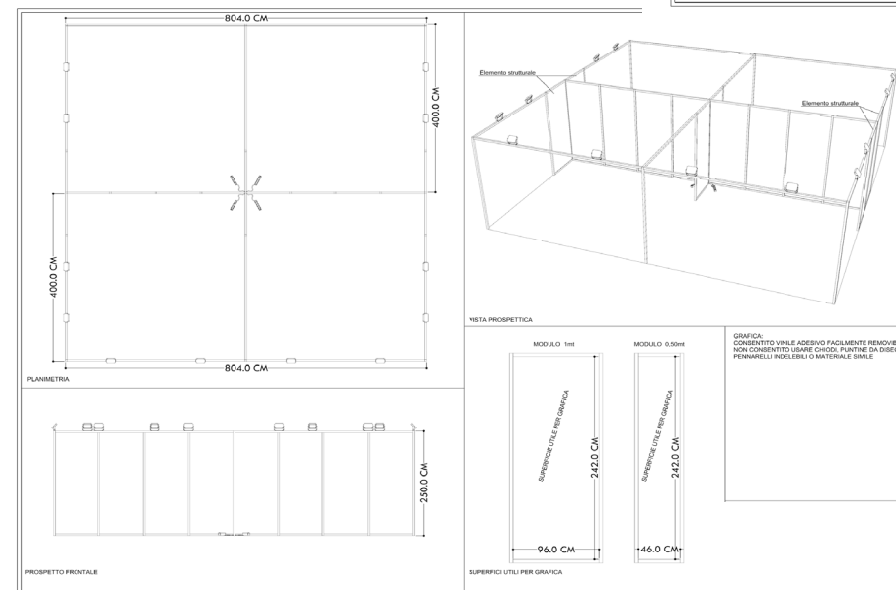 804.0 CM
400.0 CM
400.0 CM
804.0 CM
PLANIMETRIA
Elemento strutturale
Elemento strutturale
VISTA PROSPETTICA
250.0 CM
PROSPETTO FRONTALE
MODULO 1mt
MODULO 0,50mt
SUPERFICIE UTILE PER GRAFICA
242.0 CM
96.0 CM
SUPERFICIE UTILE PER GRAFICA
242.0 CM
46.0 CM
SUPERFICI UTILI PER GRAFICA
GRAFICA:
CONSENTITO VINILE ADESIVO FACILMENTE
NON CONSENTITO USARE CHIODI, PUNTINE DA
PENNARELLI INDELEBILI O MATERIALE SIMILE